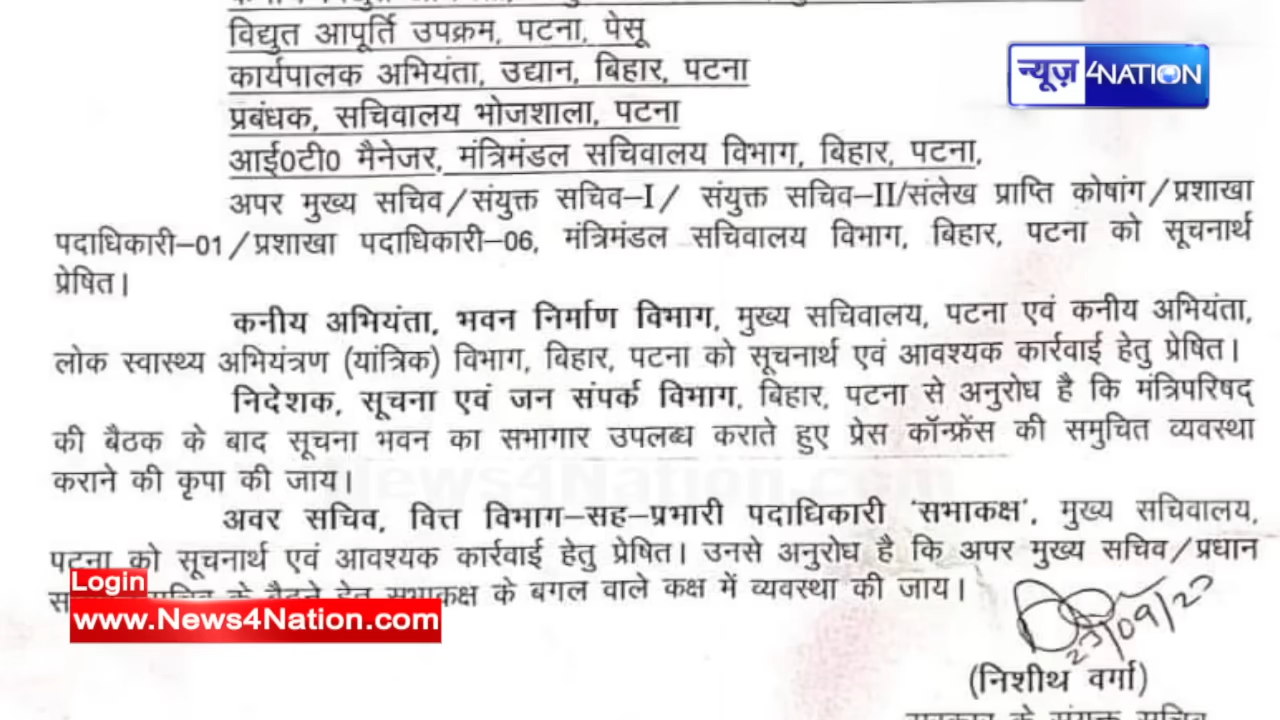 विद्युत आपूर्ति उपक्रम, पटना, पेसू
कार्यपालक अभियंता, उद्यान, बिहार, पटना
प्रबंधक, सचिवालय भोजशाला, पटना
आई0टी0 मैनेजर, मंत्रिमंडल सचिवालय विभाग, बिहार, पटना,
अपर मुख्य सचिव/संयुक्त सचिव–I/ संयुक्त सचिव–II/संलेख प्राप्ति कोषांग/प्रशाखा
पदाधिकारी–01/प्रशाखा पदाधिकारी–06, मंत्रिमंडल सचिवालय विभाग, बिहार, पटना को सूचनार्थ
प्रेषित।
कनीय अभियंता, भवन निर्माण विभाग, मुख्य सचिवालय, पटना एवं कनीय अभियंता,
लोक स्वास्थ्य अभियंत्रण (यांत्रिक) विभाग, बिहार, पटना को सूचनार्थ एवं आवश्यक कार्रवाई हेतु प्रेषित।
निदेशक, सूचना एवं जन संपर्क विभाग, बिहार, पटना से अनुरोध है कि मंत्रिपरिषद्
की बैठक के बाद सूचना भवन का सभागार उपलब्ध कराते हुए प्रेस कॉन्फ्रेंस की समुचित व्यवस्था
कराने की कृपा की जाय।
अवर सचिव, वित्त विभाग–सह–प्रभारी पदाधिकारी 'सभाकक्ष', मुख्य सचिवालय,
पटना को सूचनार्थ एवं आवश्यक कार्रवाई हेतु प्रेषित। उनसे अनुरोध है कि अपर मुख्य सचिव/प्रधान
के बैठने हेतु सभाकक्ष के बगल वाले कक्ष में व्यवस्था की जाय।
(निशीथ वर्मा)
सरकार के संयुक्त सचिव
न्यूज़ 4NATION
News4Nation.com
Login
www.News4Nation.com